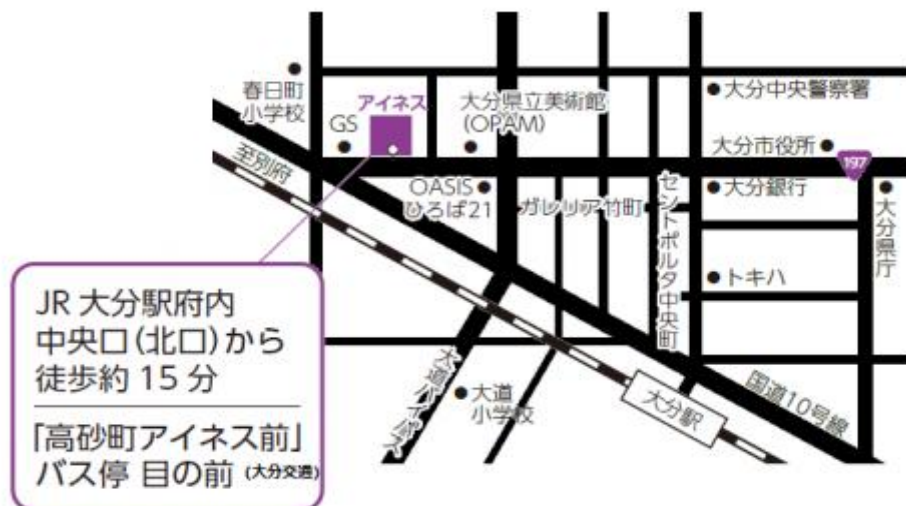 春日町
小学校
GS
アイネス
大分県立美術館
(OPAM)
大分中央警察署
大分市役所
197
至別府
OASIS
ひろば21
ガレリア竹町
セントポルタ中央町
大分銀行
大分県庁
トキハ
JR 大分駅府内
中央口(北口)から
徒歩約 15 分
「高砂町アイネス前」
バス停 目の前 (大分交通)
大道バイパス
大道
小学校
大分駅
国道10号線